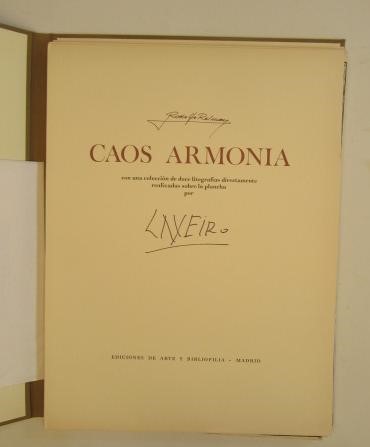 CAOS ARMONIA
con una colección de doce litografías directamente
realizadas sobre la plancha
por
LAXEIRO
EDICIONES DE ARTE Y BIBLIOFILIA - MADRID